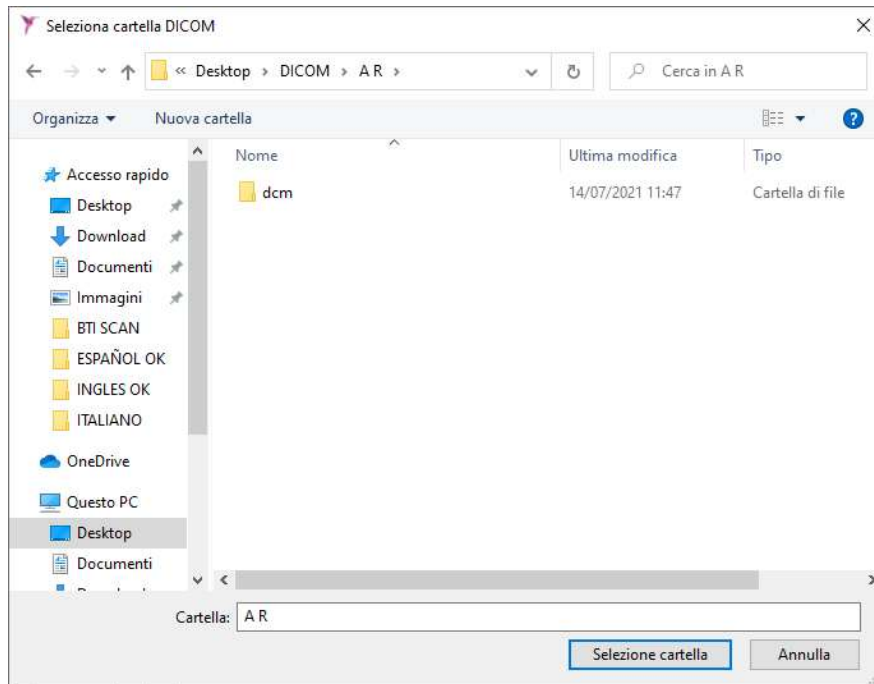 Seleziona cartella DICOM
« Desktop › DICOM › A R ›
Cerca in A R
Organizza
Nuova cartella
?
Nome
Ultima modifica
Tipo
Accesso rapido
Desktop
Download
Documenti
Immagini
BTI SCAN
ESPAÑOL OK
INGLES OK
ITALIANO
OneDrive
Questo PC
Desktop
Documenti
dcm
14/07/2021 11:47
Cartella di file
Cartella: A R
Selezione cartella
Annulla